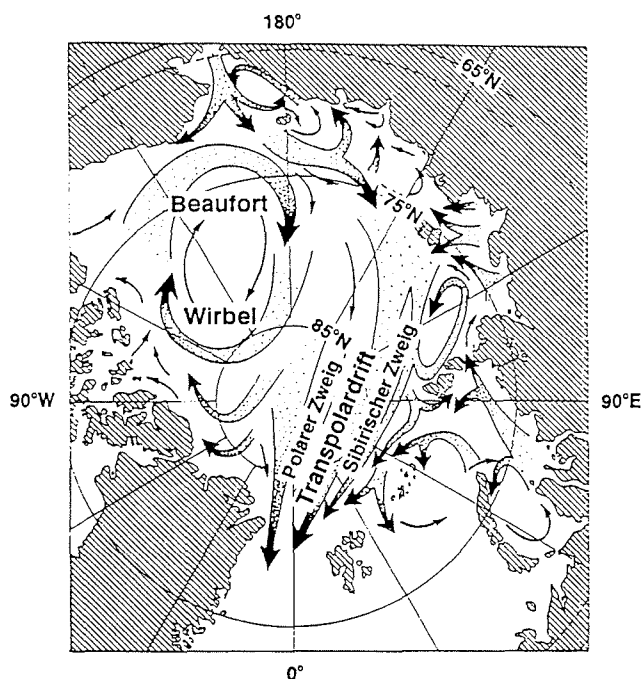 180°
65°N
Beaufort
75°N
Wirbel
85°N
Polarer Zweig
Transpolardrift
Sibirischer Zweig
90°W
90°E
0°